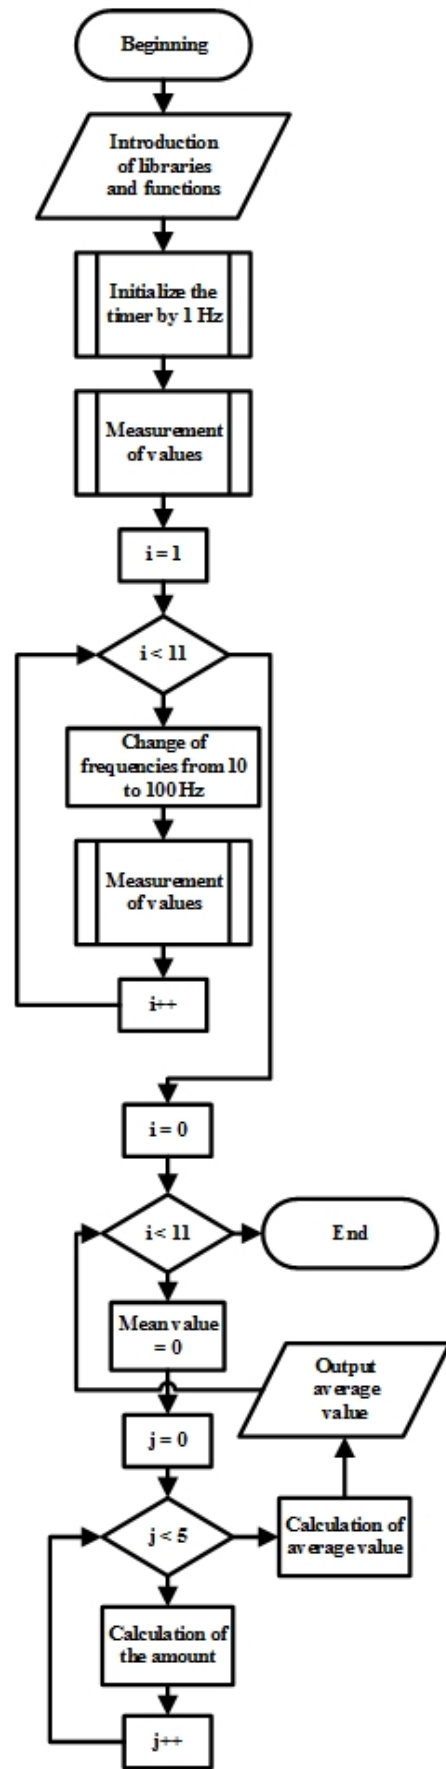 Beginning
Introduction
of libraries
and functions
Initialize the
timer by 1 Hz
Measurement
of values
i = 1
i < 11
Change of
frequencies from 10
to 100 Hz
Measurement
of values
i++
i = 0
i < 11
End
Mean value
= 0
Output
average
value
j = 0
j < 5
Calculation of
average value
Calculation of
the amount
j++